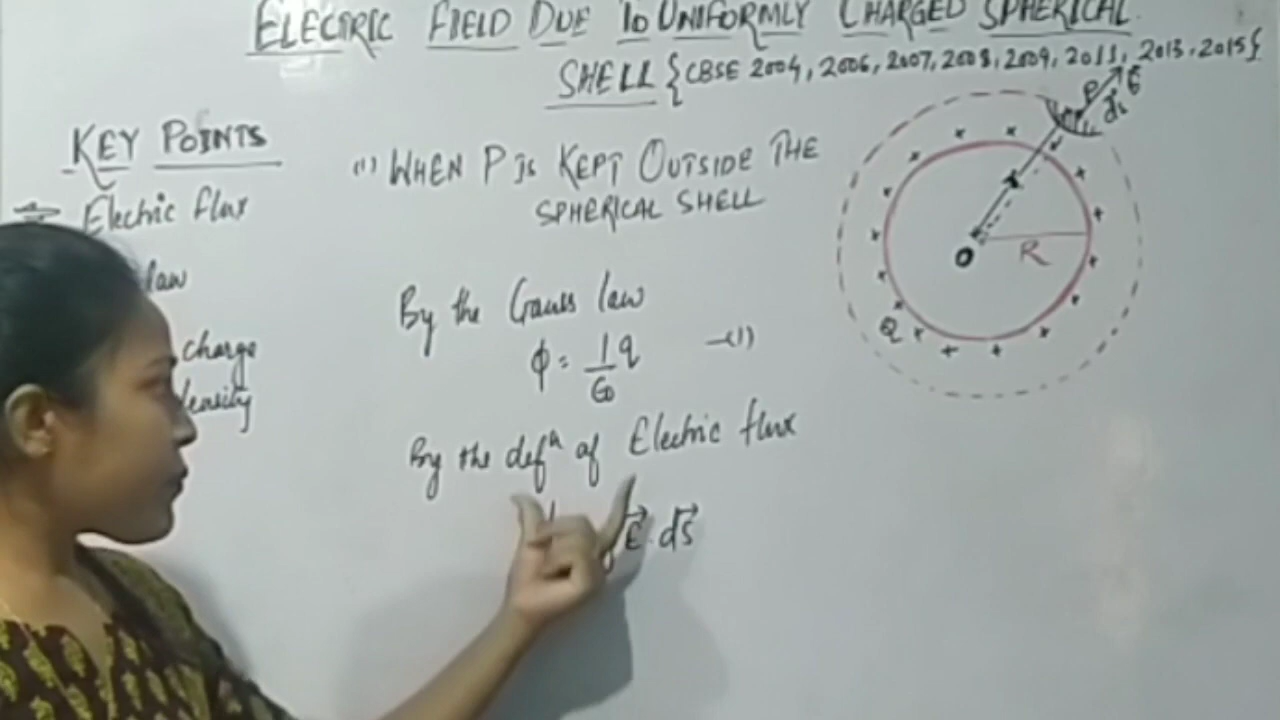 ELECTRIC FIELD DUE TO UNIFORMLY CHARGED SPHERICAL
SHELL {CBSE 2004, 2006, 2007, 2008, 2009, 2011, 2013, 2015}
KEY POINTS
Electric flux
law
charge
density
(1) WHEN P IS KEPT OUTSIDE THE
SPHERICAL SHELL
By the Gauss law
ϕ = 1/ε0 q —(1)
By the defn of Electric flux
E⃗ . dS⃗
P
E⃗
O
R
Q